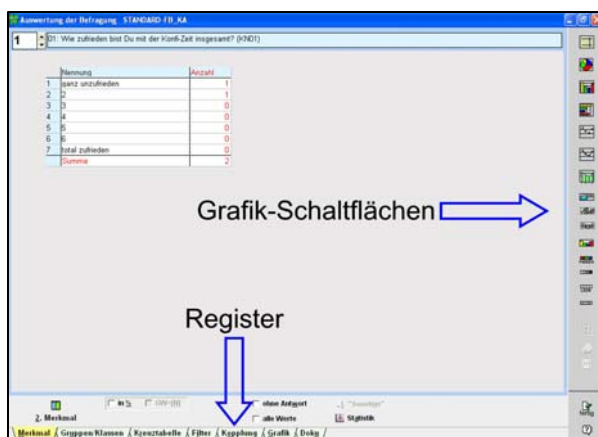 Auswertung der Befragung STANDARD-FB_KA
1 01: Wie zufrieden bist Du mit der Konfi-Zeit insgesamt? (KN01)
Nennung Anzahl
1 ganz unzufrieden 1
2 2 1
3 3 0
4 4 0
5 5 0
6 6 0
7 total zufrieden 0
Summe 2
Grafik-Schaltflächen
Register
in % ohne Antwort
2. Merkmal alle Werte Statistik
Merkmal Gruppen/Klassen Kreuztabelle Filter Kopplung Grafik Doku